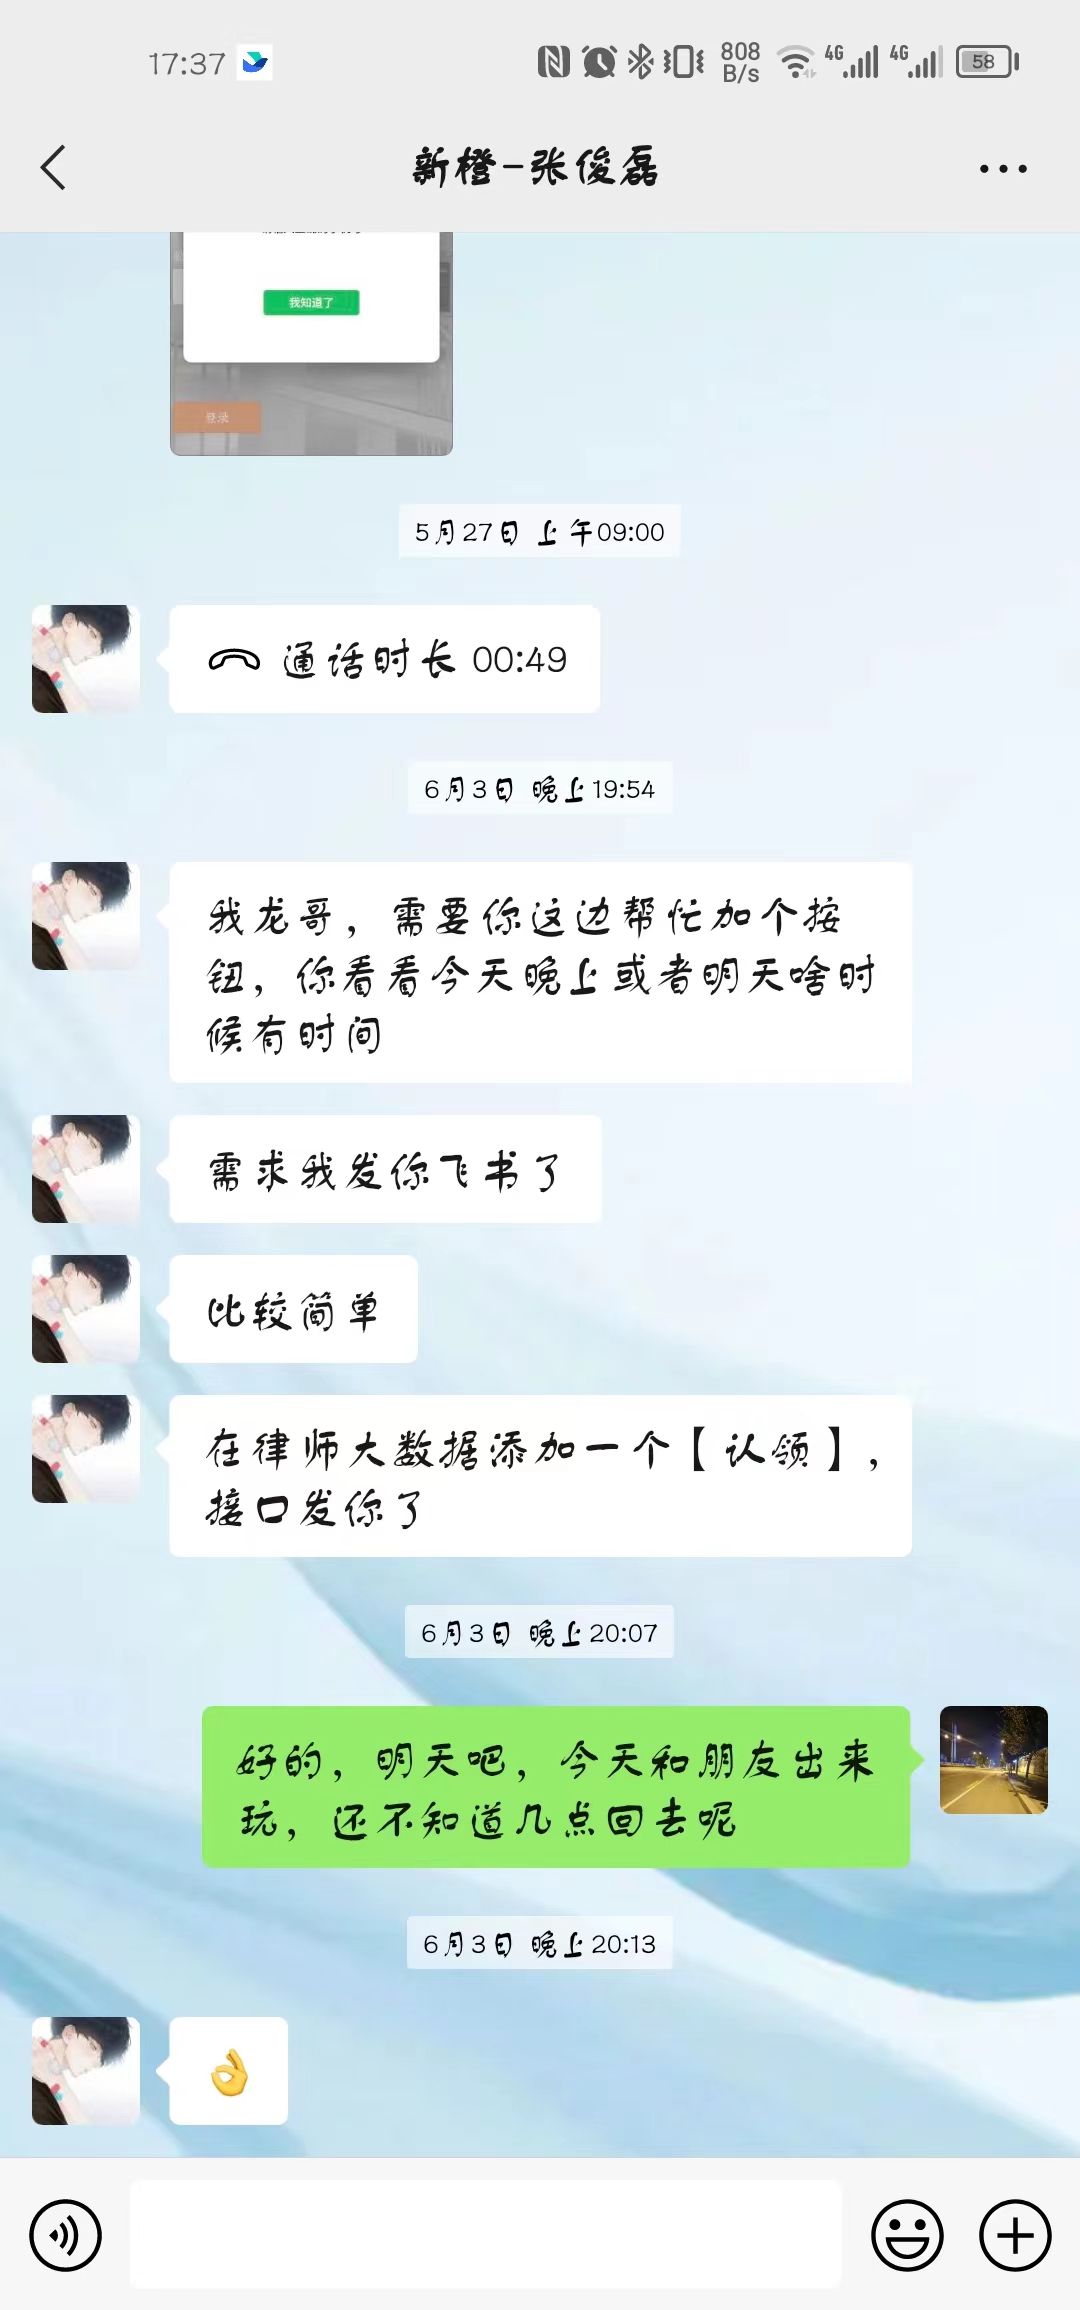 17:37
808
B/s
4G
4G
58
新橙-张俊磊
我知道了
登录
5月27日 上午09:00
通话时长 00:49
6月3日 晚上19:54
我龙哥，需要你这边帮忙加个按
钮，你看看今天晚上或者明天啥时
候有时间
需求我发你飞书了
比较简单
在律师大数据添加一个【认领】，
接口发你了
6月3日 晚上20:07
好的，明天吧，今天和朋友出来
玩，还不知道几点回去呢
6月3日 晚上20:13